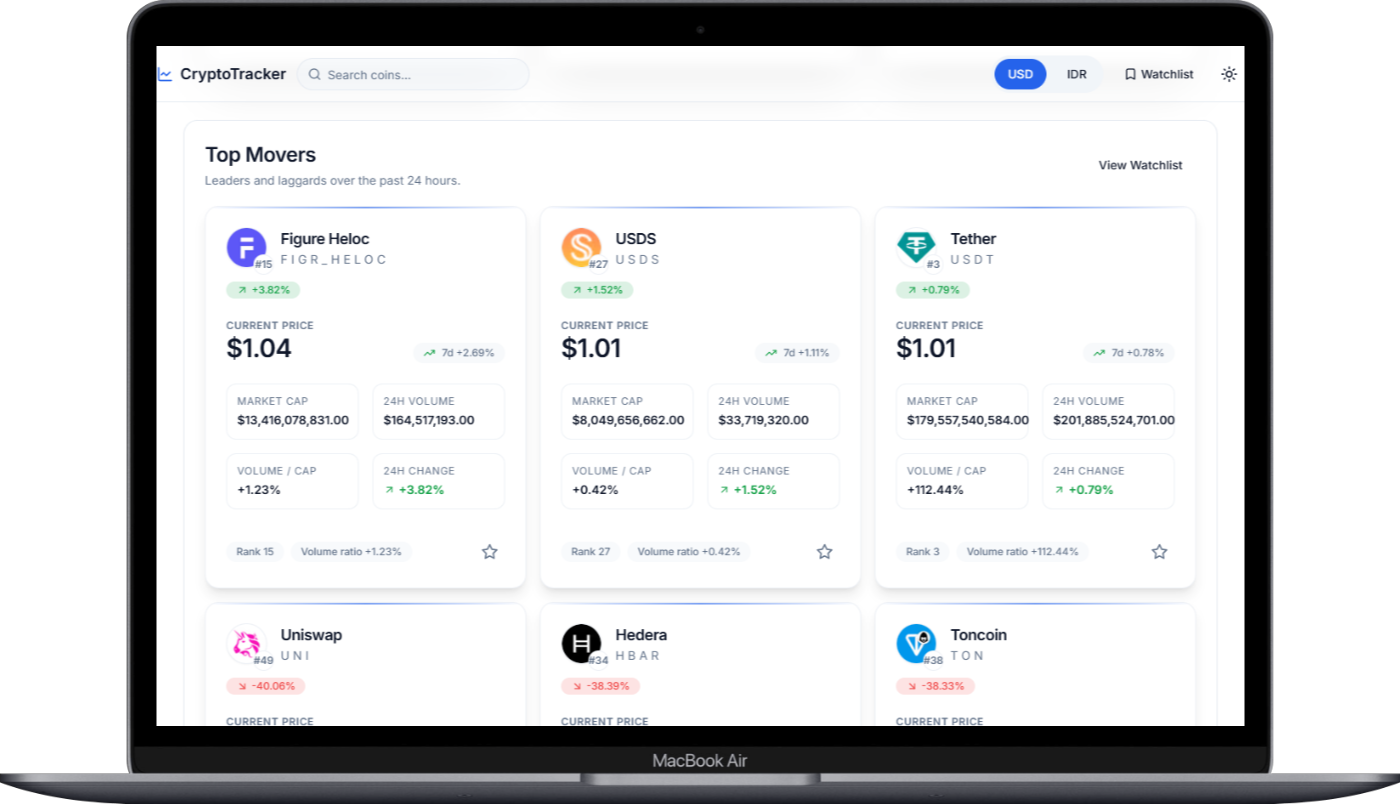 CryptoTracker Search coins... USD IDR Watchlist
Top Movers
View Watchlist
Leaders and laggards over the past 24 hours.
Figure Heloc
#15 FIGR_HELOC
+3.82%
CURRENT PRICE
$1.04
7d +2.69%
MARKET CAP 24H VOLUME
$13,416,078,831.00 $164,517,193.00
VOLUME / CAP 24H CHANGE
+1.23% +3.82%
Rank 15 Volume ratio +1.23%
USDS
#27 USDS
+1.52%
CURRENT PRICE
$1.01
7d +1.11%
MARKET CAP 24H VOLUME
$8,049,656,662.00 $33,719,320.00
VOLUME / CAP 24H CHANGE
+0.42% +1.52%
Rank 27 Volume ratio +0.42%
Tether
#3 USDT
+0.79%
CURRENT PRICE
$1.01
7d +0.78%
MARKET CAP 24H VOLUME
$179,557,540,584.00 $201,885,524,701.00
VOLUME / CAP 24H CHANGE
+112.44% +0.79%
Rank 3 Volume ratio +112.44%
Uniswap
#49 UNI
-40.06%
CURRENT PRICE
Hedera
#34 HBAR
-38.39%
CURRENT PRICE
Toncoin
#38 TON
-38.33%
CURRENT PRICE
MacBook Air